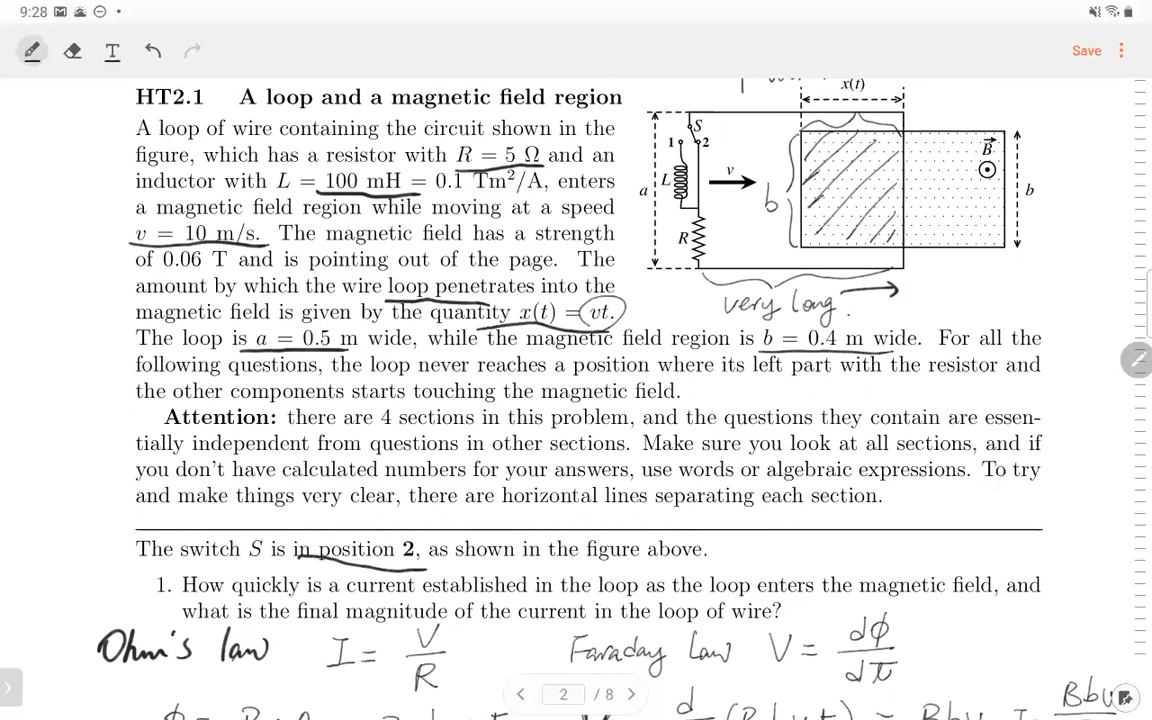 9:28
Save
HT2.1 A loop and a magnetic field region
x(t)
A loop of wire containing the circuit shown in the
figure, which has a resistor with R = 5 Ω and an
inductor with L = 100 mH = 0.1 Tm²/A, enters
a magnetic field region while moving at a speed
v = 10 m/s. The magnetic field has a strength
of 0.06 T and is pointing out of the page. The
amount by which the wire loop penetrates into the
magnetic field is given by the quantity x(t) = vt.
S
1 2
B⃗
v
a
L
b
b
R
very long.
The loop is a = 0.5 m wide, while the magnetic field region is b = 0.4 m wide. For all the
following questions, the loop never reaches a position where its left part with the resistor and
the other components starts touching the magnetic field.
Attention: there are 4 sections in this problem, and the questions they contain are essen-
tially independent from questions in other sections. Make sure you look at all sections, and if
you don't have calculated numbers for your answers, use words or algebraic expressions. To try
and make things very clear, there are horizontal lines separating each section.
The switch S is in position 2, as shown in the figure above.
1. How quickly is a current established in the loop as the loop enters the magnetic field, and
what is the final magnitude of the current in the loop of wire?
Ohm's law I = V/R Faraday Law V = dϕ/dt
2 / 8